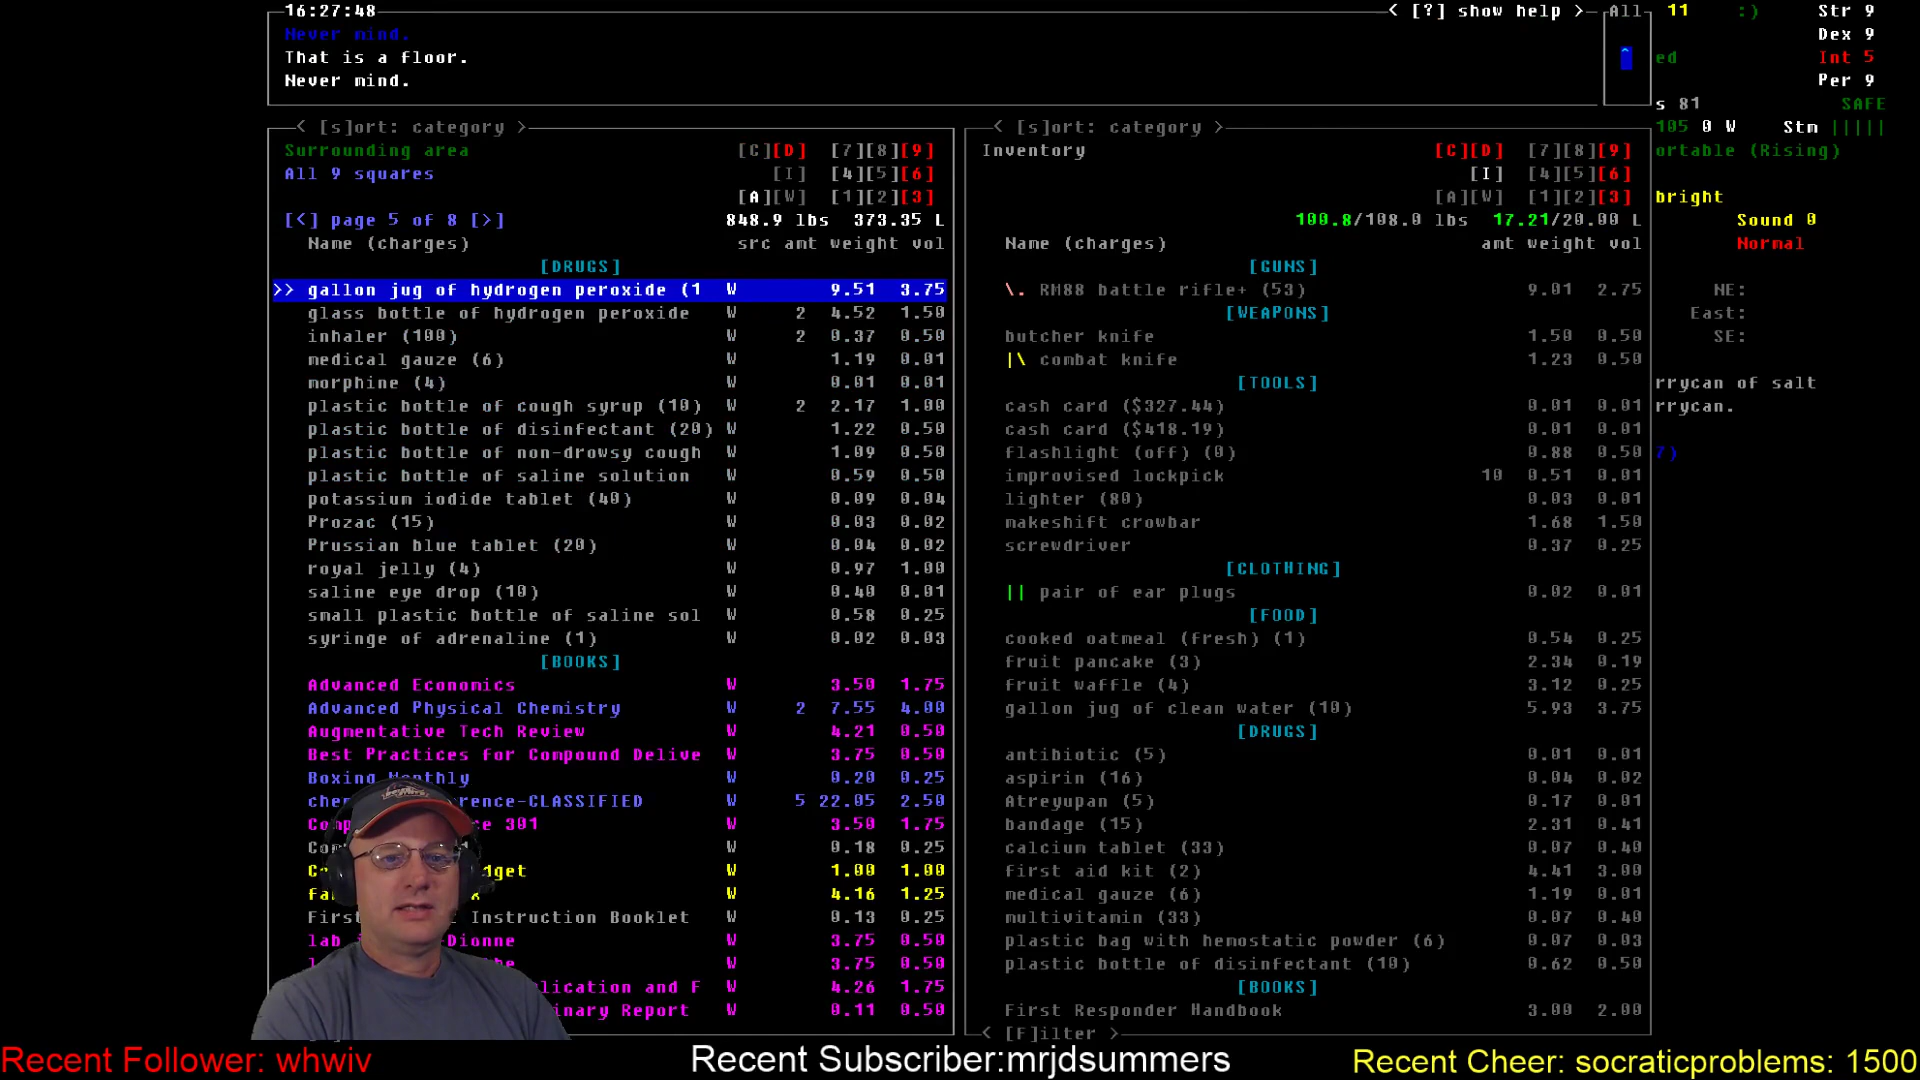 16:27:48 < [?] show help > All 11 :) Str 9
Never mind. Dex 9
That is a floor. ^ ed Int 5
Never mind. Per 9
s 81 SAFE
< [s]ort: category > < [s]ort: category > 105 0 W Stm |||||
Surrounding area [C][D] [7][8][9] Inventory [C][D] [7][8][9] ortable (Rising)
All 9 squares [I] [4][5][6] [I] [4][5][6]
[A][W] [1][2][3] [A][W] [1][2][3] bright
[<] page 5 of 8 [>] 848.9 lbs 373.35 L 100.8/108.0 lbs 17.21/20.00 L Sound 0
Name (charges) src amt weight vol Name (charges) amt weight vol Normal
[DRUGS] [GUNS]
>> gallon jug of hydrogen peroxide (1 W 9.51 3.75 \. RM88 battle rifle+ (53) 9.01 2.75 NE:
glass bottle of hydrogen peroxide W 2 4.52 1.50 [WEAPONS] East:
inhaler (100) W 2 0.37 0.50 butcher knife 1.50 0.50 SE:
medical gauze (6) W 1.19 0.01 |\ combat knife 1.23 0.50
morphine (4) W 0.01 0.01 [TOOLS] rrycan of salt
plastic bottle of cough syrup (10) W 2 2.17 1.00 cash card ($327.44) 0.01 0.01 rrycan.
plastic bottle of disinfectant (20) W 1.22 0.50 cash card ($418.19) 0.01 0.01
plastic bottle of non-drowsy cough W 1.09 0.50 flashlight (off) (0) 0.88 0.50 7)
plastic bottle of saline solution W 0.59 0.50 improvised lockpick 10 0.51 0.01
potassium iodide tablet (40) W 0.09 0.04 lighter (80) 0.03 0.01
Prozac (15) W 0.03 0.02 makeshift crowbar 1.68 1.50
Prussian blue tablet (20) W 0.04 0.02 screwdriver 0.37 0.25
royal jelly (4) W 0.97 1.00 [CLOTHING]
saline eye drop (10) W 0.40 0.01 || pair of ear plugs 0.02 0.01
small plastic bottle of saline sol W 0.58 0.25 [FOOD]
syringe of adrenaline (1) W 0.02 0.03 cooked oatmeal (fresh) (1) 0.54 0.25
[BOOKS] fruit pancake (3) 2.34 0.19
Advanced Economics W 3.50 1.75 fruit waffle (4) 3.12 0.25
Advanced Physical Chemistry W 2 7.55 4.00 gallon jug of clean water (10) 5.93 3.75
Augmentative Tech Review W 4.21 0.50 [DRUGS]
Best Practices for Compound Delive W 3.75 0.50 antibiotic (5) 0.01 0.01
Boxing Monthly W 0.20 0.25 aspirin (16) 0.04 0.02
che rence-CLASSIFIED W 5 22.05 2.50 Atreyupan (5) 0.17 0.01
Comp e 301 W 3.50 1.75 bandage (15) 2.31 0.41
Co W 0.18 0.25 calcium tablet (33) 0.07 0.40
C dget W 1.00 1.00 first aid kit (2) 4.41 3.00
fa W 4.16 1.25 medical gauze (6) 1.19 0.01
First Instruction Booklet W 0.13 0.25 multivitamin (33) 0.07 0.40
lab Dionne W 3.75 0.50 plastic bag with hemostatic powder (6) 0.07 0.03
l W 3.75 0.50 plastic bottle of disinfectant (10) 0.62 0.50
lication and F W 4.26 1.75 [BOOKS]
inary Report W 0.11 0.50 First Responder Handbook 3.00 2.00
< [F]ilter >
Recent Follower: whwiv Recent Subscriber:mrjdsummers Recent Cheer: socraticproblems: 1500